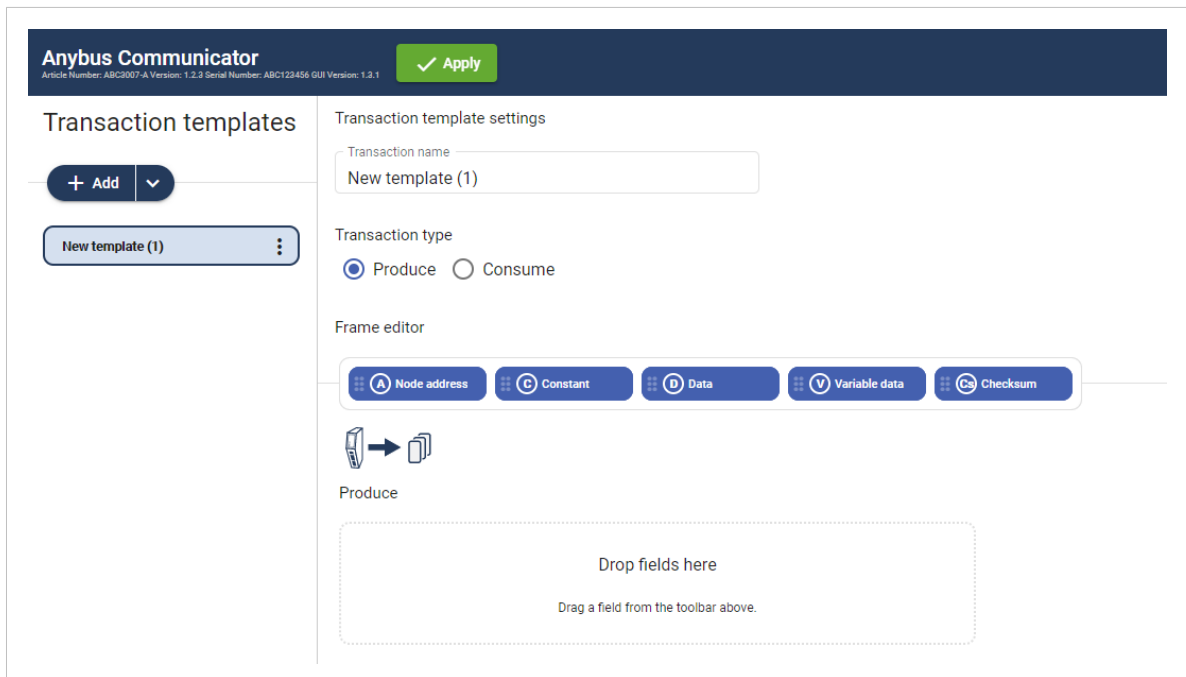 Anybus Communicator
Article Number: ABC3007-A Version: 1.2.3 Serial Number: ABC123456 GUI Version: 1.3.1
Apply
Transaction templates
Add
New template (1)
Transaction template settings
Transaction name
New template (1)
Transaction type
Produce Consume
Frame editor
A Node address C Constant D Data V Variable data Cs Checksum
Produce
Drop fields here
Drag a field from the toolbar above.